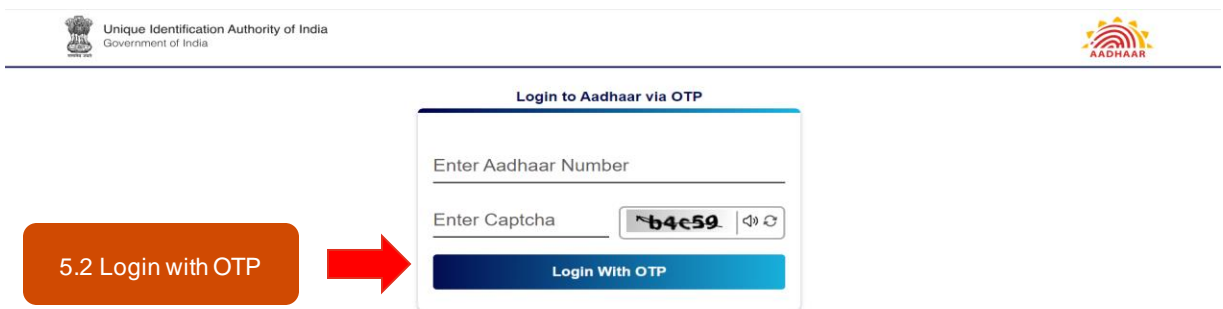 Unique Identification Authority of India
Government of India
AADHAAR
Login to Aadhaar via OTP
Enter Aadhaar Number
Enter Captcha
b4c59
5.2 Login with OTP
Login With OTP